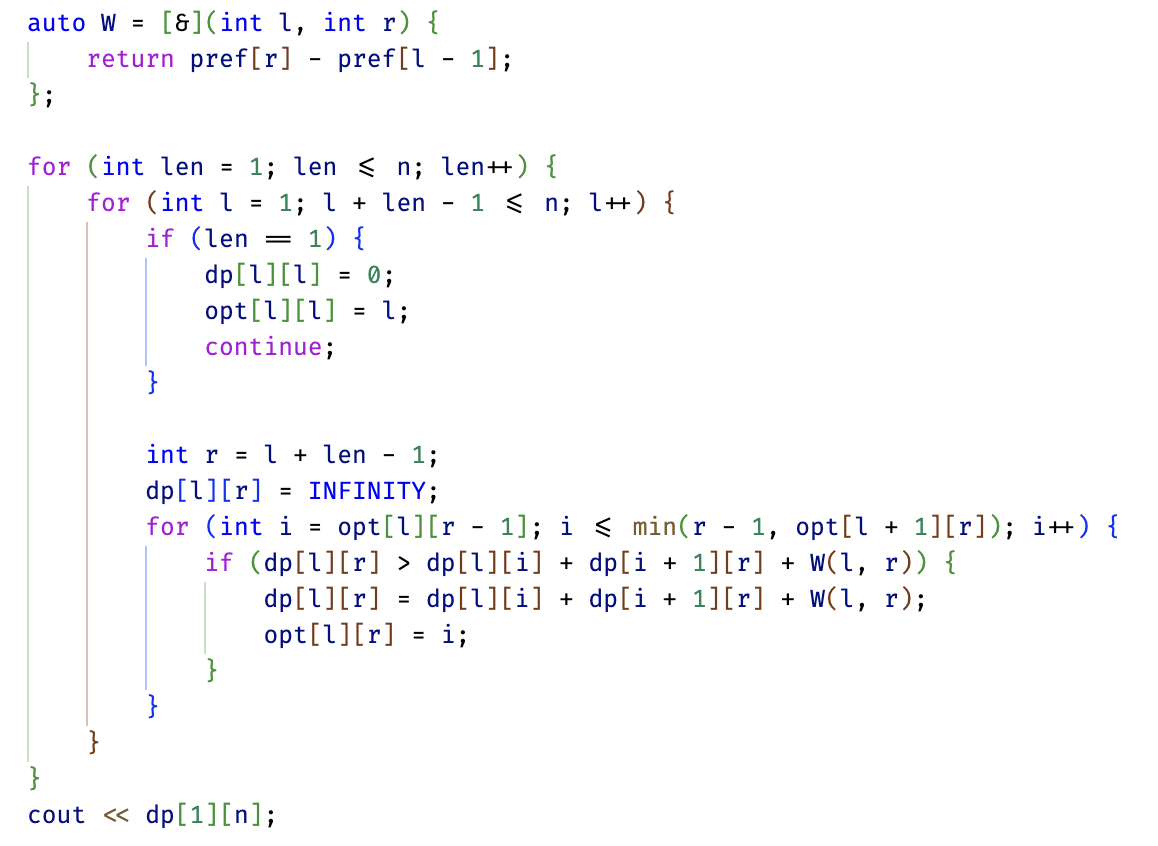 auto W = [&](int l, int r) {
    return pref[r] - pref[l - 1];
};

for (int len = 1; len <= n; len++) {
    for (int l = 1; l + len - 1 <= n; l++) {
        if (len == 1) {
            dp[l][l] = 0;
            opt[l][l] = l;
            continue;
        }

        int r = l + len - 1;
        dp[l][r] = INFINITY;
        for (int i = opt[l][r - 1]; i <= min(r - 1, opt[l + 1][r]); i++) {
            if (dp[l][r] > dp[l][i] + dp[i + 1][r] + W(l, r)) {
                dp[l][r] = dp[l][i] + dp[i + 1][r] + W(l, r);
                opt[l][r] = i;
            }
        }
    }
}
cout << dp[1][n];